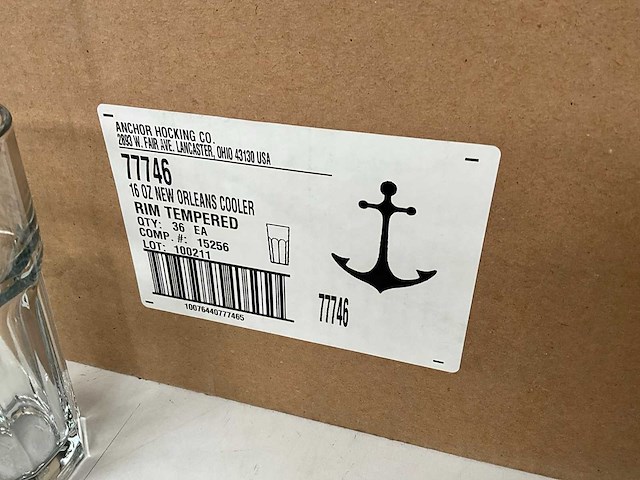 ANCHOR HOCKING CO.
2893 W. FAIR AVE. LANCASTER, OHIO 43130 USA
77746
16 OZ NEW ORLEANS COOLER
RIM TEMPERED
QTY: 36 EA
COMP. #: 15256
LOT: 100211
10076440777465
77746